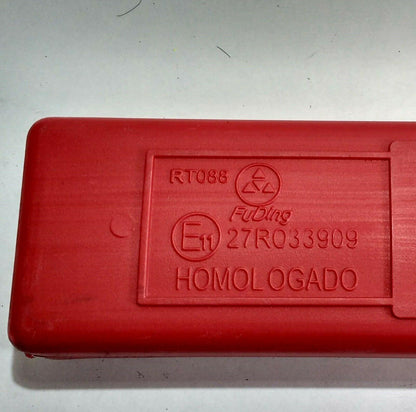 RT088
FuDing
E11 27R033909
HOMOLOGADO